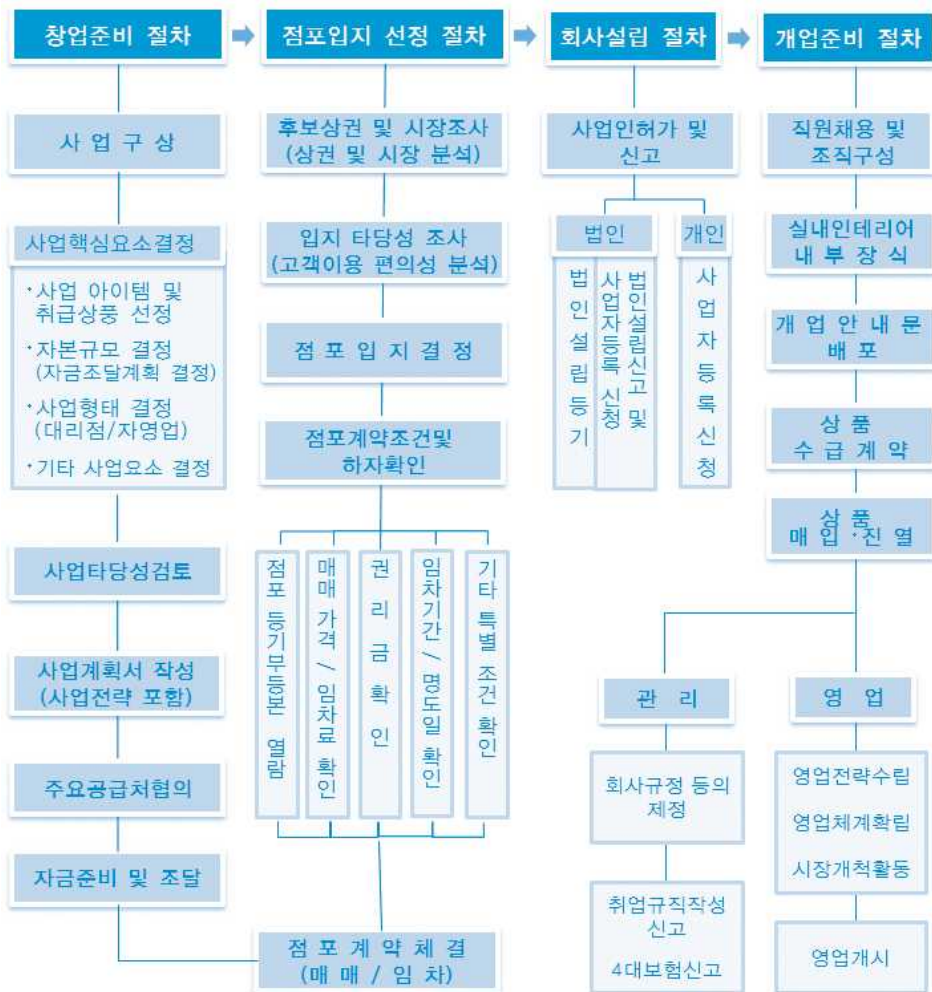 창업준비 절차
점포입지 선정 절차
회사설립 절차
개업준비 절차
사 업 구 상
사업핵심요소결정
·사업 아이템 및
취급상품 선정
·자본규모 결정
(자금조달계획 결정)
·사업형태 결정
(대리점/자영업)
·기타 사업요소 결정
사업타당성검토
사업계획서 작성
(사업전략 포함)
주요공급처협의
자금준비 및 조달
후보상권 및 시장조사
(상권 및 시장 분석)
입지 타당성 조사
(고객이용 편의성 분석)
점 포 입 지 결 정
점포계약조건및
하자확인
점포 등기부등본 열람
매매 가격 / 임차료 확인
권리금 확인
임차기간 / 명도일 확인
기타 특별 조건 확인
점 포 계 약 체 결
(매 매 / 임 차)
사업인허가 및
신고
법인
법인설립등기
법인설립신고 및
사업자등록 신청
개인
사업자등록신청
직원채용 및
조직구성
실내인테리어
내 부 장 식
개 업 안 내 문
배 포
상 품
수 급 계 약
상 품
매 입 · 진 열
관 리
회사규정 등의
제정
취업규직작성
신고
4대보험신고
영 업
영업전략수립
영업체계확립
시장개척활동
영업개시